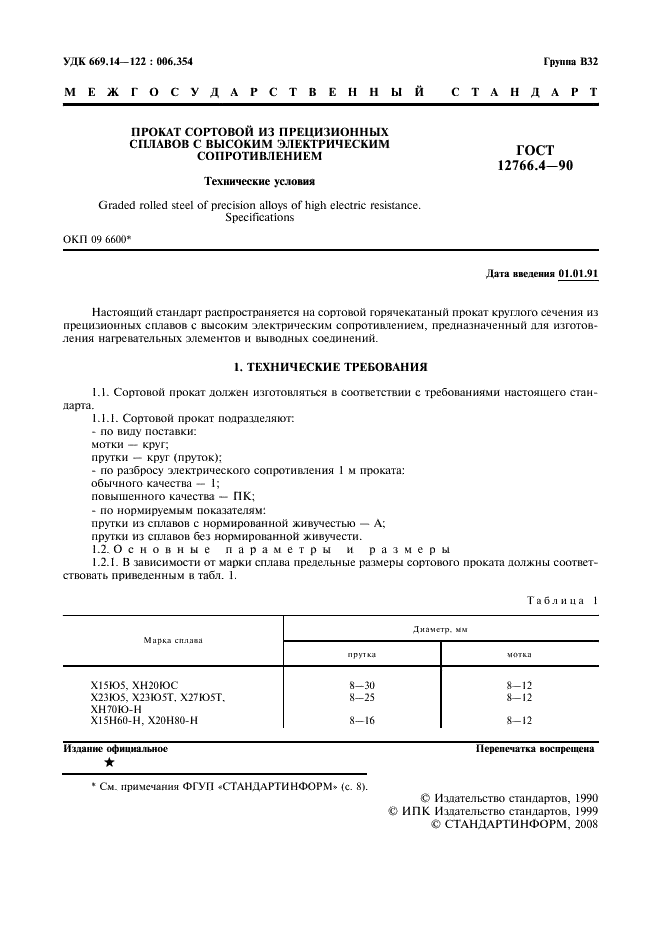 УДК 669.14—122 : 006.354 Группа В32
МЕЖГОСУДАРСТВЕННЫЙ СТАНДАРТ
ПРОКАТ СОРТОВОЙ ИЗ ПРЕЦИЗИОННЫХ
СПЛАВОВ С ВЫСОКИМ ЭЛЕКТРИЧЕСКИМ
СОПРОТИВЛЕНИЕМ
Технические условия
Graded rolled steel of precision alloys of high electric resistance.
Specifications
ГОСТ
12766.4—90
ОКП 09 6600*
Дата введения 01.01.91
Настоящий стандарт распространяется на сортовой горячекатаный прокат круглого сечения из
прецизионных сплавов с высоким электрическим сопротивлением, предназначенный для изготов-
ления нагревательных элементов и выводных соединений.
1. ТЕХНИЧЕСКИЕ ТРЕБОВАНИЯ
1.1. Сортовой прокат должен изготовляться в соответствии с требованиями настоящего стан-
дарта.
1.1.1. Сортовой прокат подразделяют:
- по виду поставки:
мотки — круг;
прутки — круг (пруток);
- по разбросу электрического сопротивления 1 м проката:
обычного качества — 1;
повышенного качества — ПК;
- по нормируемым показателям:
прутки из сплавов с нормированной живучестью — А;
прутки из сплавов без нормированной живучести.
1.2. Основные параметры и размеры
1.2.1. В зависимости от марки сплава предельные размеры сортового проката должны соответ-
ствовать приведенным в табл. 1.
Таблица 1
Марка сплава
Диаметр, мм
прутка мотка
Х15Ю5, ХН20ЮС 8—30 8—12
Х23Ю5, Х23Ю5Т, Х27Ю5Т, 8—25 8—12
ХН70Ю-Н
Х15Н60-Н, Х20Н80-Н 8—16 8—12
Издание официальное Перепечатка воспрещена
★
* См. примечания ФГУП «СТАНДАРТИНФОРМ» (с. 8).
© Издательство стандартов, 1990
© ИПК Издательство стандартов, 1999
© СТАНДАРТИНФОРМ, 2008